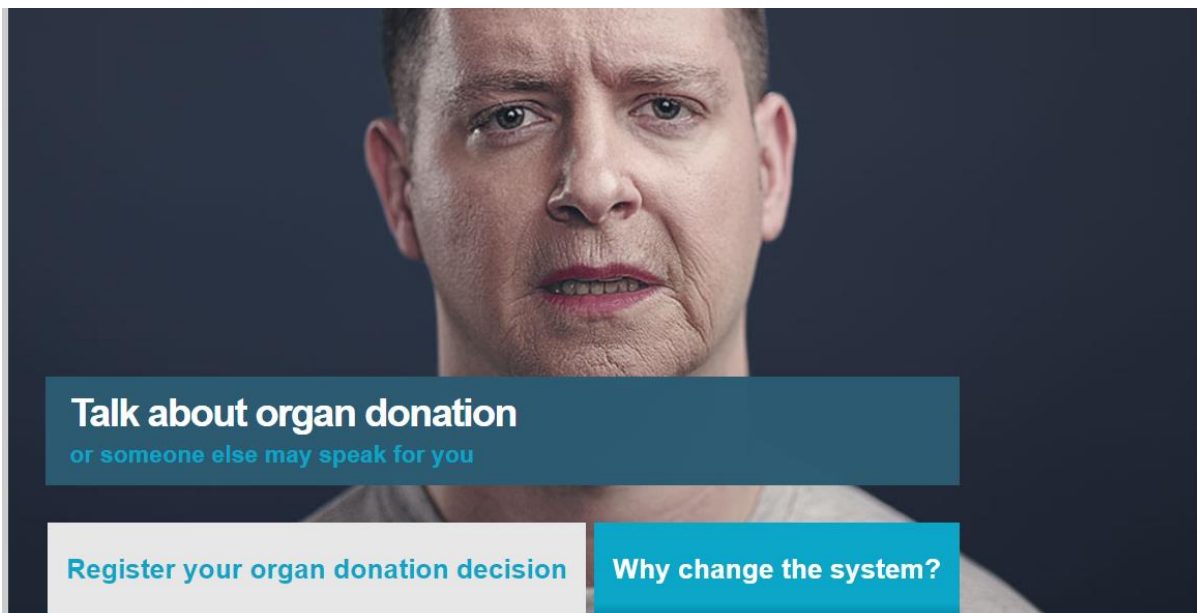 Talk about organ donation
or someone else may speak for you
Register your organ donation decision
Why change the system?